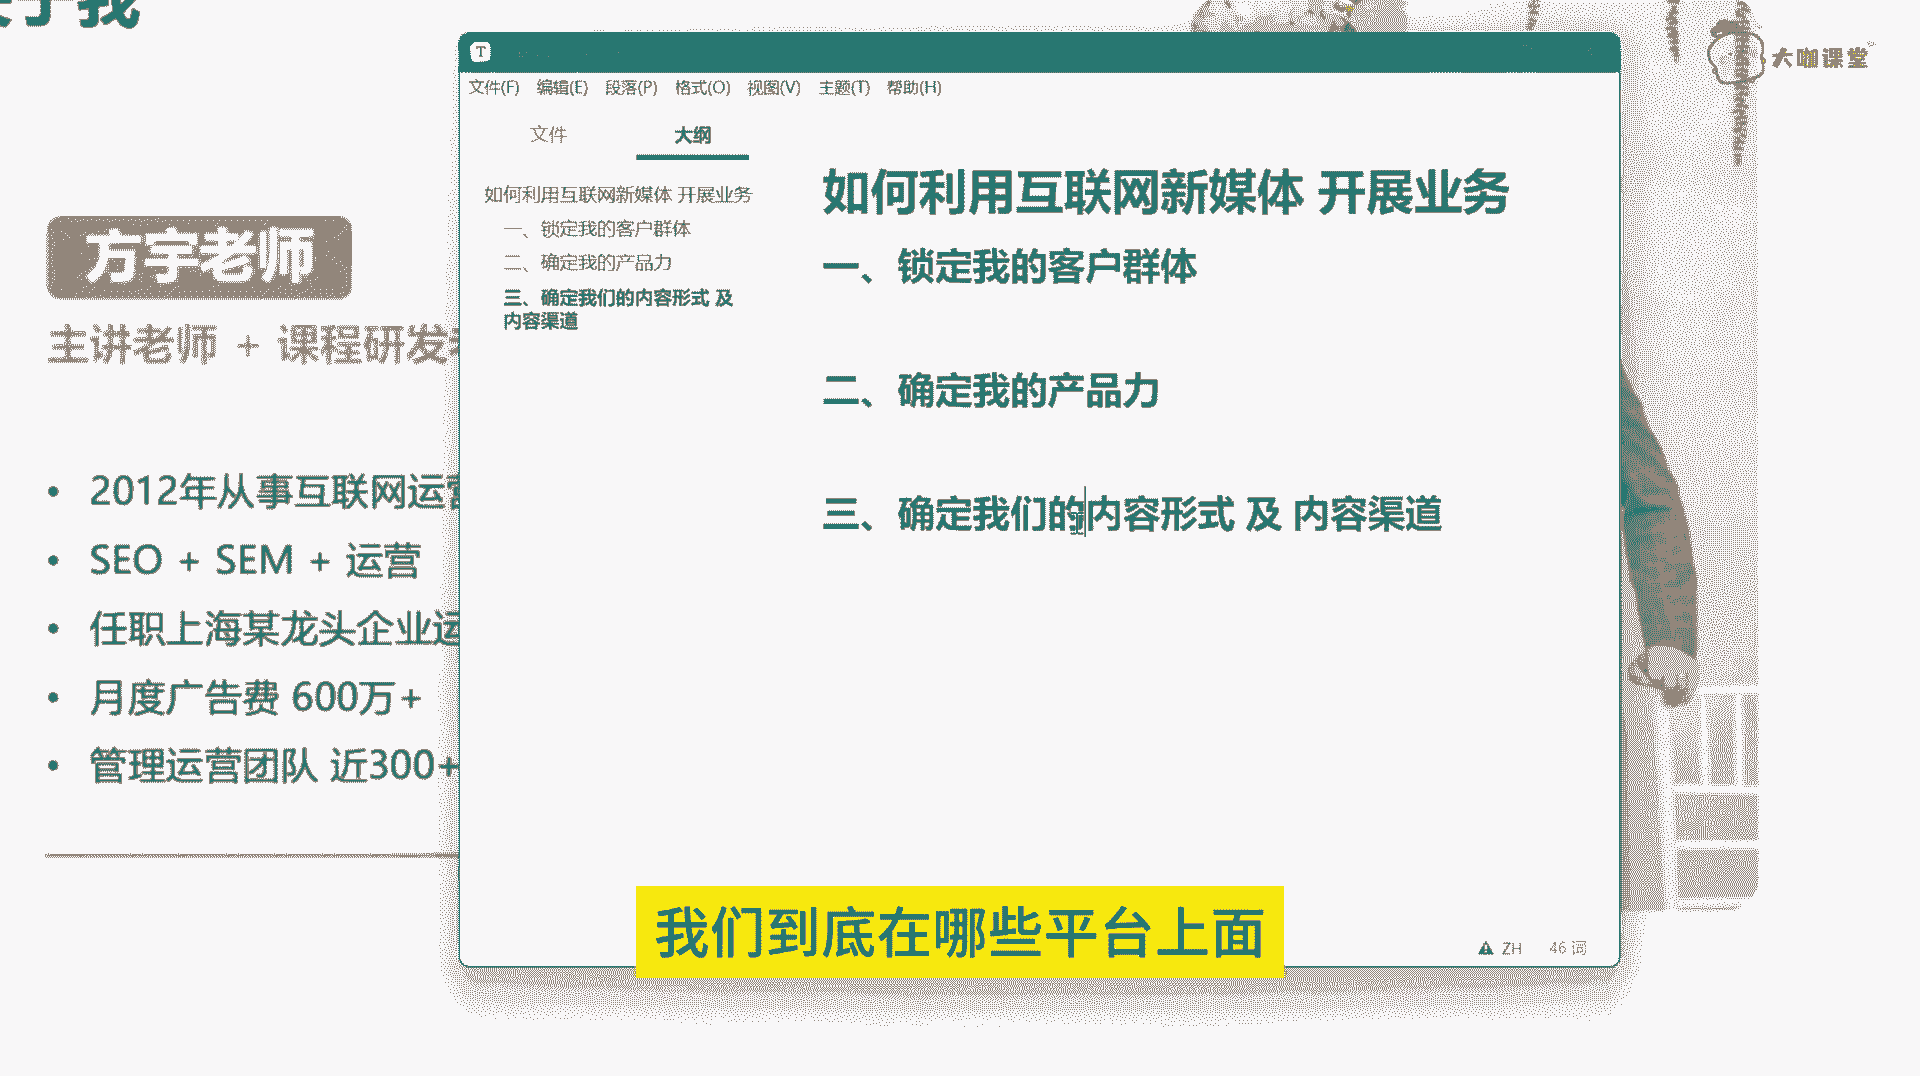 我
大咖课堂
T
文件(F) 编辑(E) 段落(P) 格式(O) 视图(V) 主题(T) 帮助(H)
文件 大纲
如何利用互联网新媒体 开展业务
一、锁定我的客户群体
二、确定我的产品力
三、确定我们的内容形式 及
内容渠道
如何利用互联网新媒体 开展业务
一、锁定我的客户群体
二、确定我的产品力
三、确定我们的内容形式 及 内容渠道
方宇老师
主讲老师 + 课程研发
• 2012年从事互联网运营
• SEO + SEM + 运营
• 任职上海某龙头企业运
• 月度广告费 600万+
• 管理运营团队 近300+
我们到底在哪些平台上面
ZH 46 词